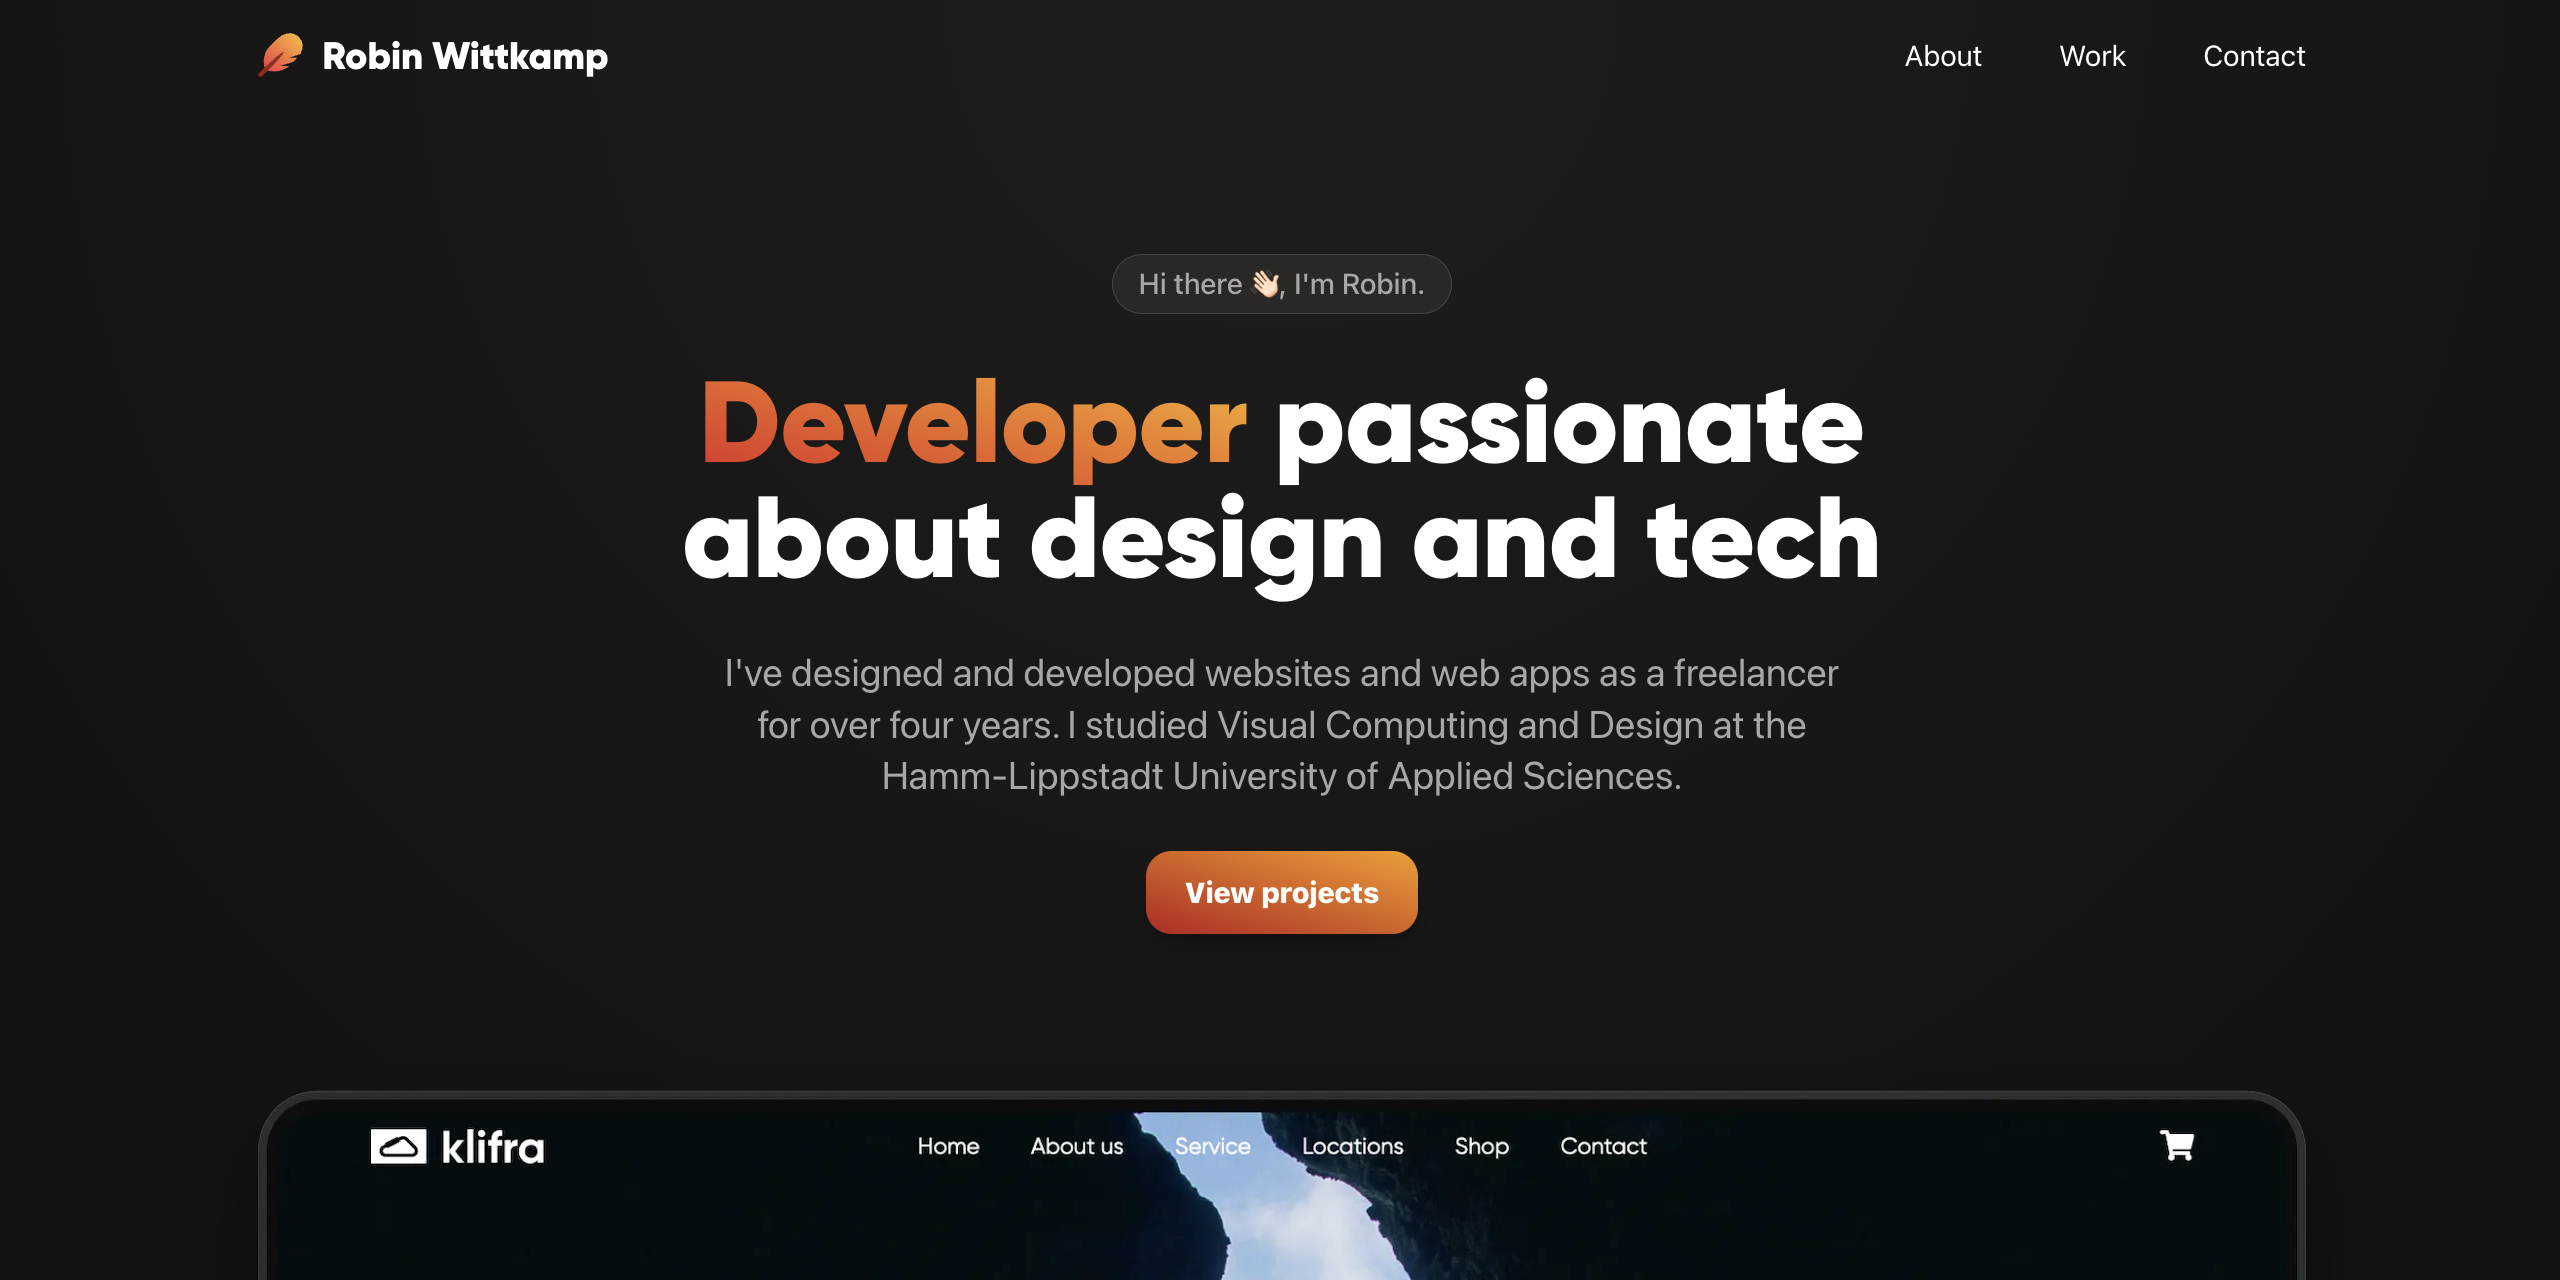 Robin Wittkamp
About Work Contact
Hi there 👋🏻, I'm Robin.
Developer passionate
about design and tech
I've designed and developed websites and web apps as a freelancer
for over four years. I studied Visual Computing and Design at the
Hamm-Lippstadt University of Applied Sciences.
View projects
klifra
Home About us Service Locations Shop Contact